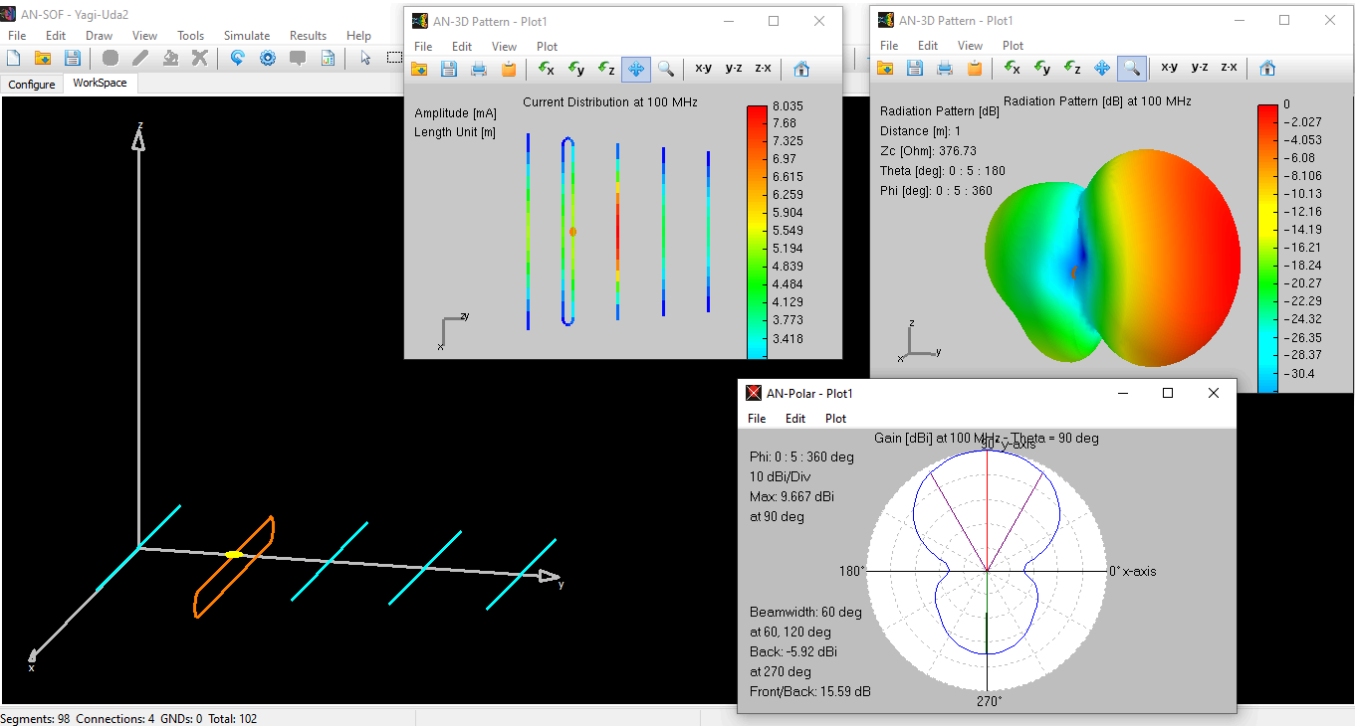 AN-SOF - Yagi-Uda2
File Edit Draw View Tools Simulate Results Help
Configure WorkSpace
z
y
x
AN-3D Pattern - Plot1
File Edit View Plot
x y z x-y y-z z-x
Current Distribution at 100 MHz
Amplitude [mA]
Length Unit [m]
8.035
7.68
7.325
6.97
6.615
6.259
5.904
5.549
5.194
4.839
4.484
4.129
3.773
3.418
zy
x
AN-3D Pattern - Plot1
File Edit View Plot
x y z x-y y-z z-x
Radiation Pattern [dB] at 100 MHz
Radiation Pattern [dB]
Distance [m]: 1
Zc [Ohm]: 376.73
Theta [deg]: 0 : 5 : 180
Phi [deg]: 0 : 5 : 360
0
-2.027
-4.053
-6.08
-8.106
-10.13
-12.16
-14.19
-16.21
-18.24
-20.27
-22.29
-24.32
-26.35
-28.37
-30.4
z
y
x
AN-Polar - Plot1
File Edit Plot
Gain [dBi] at 100 MHz - Theta = 90 deg
90° y-axis
Phi: 0 : 5 : 360 deg
10 dBi/Div
Max: 9.667 dBi
at 90 deg
180°
0° x-axis
Beamwidth: 60 deg
at 60, 120 deg
Back: -5.92 dBi
at 270 deg
Front/Back: 15.59 dB
270°
Segments: 98 Connections: 4 GNDs: 0 Total: 102